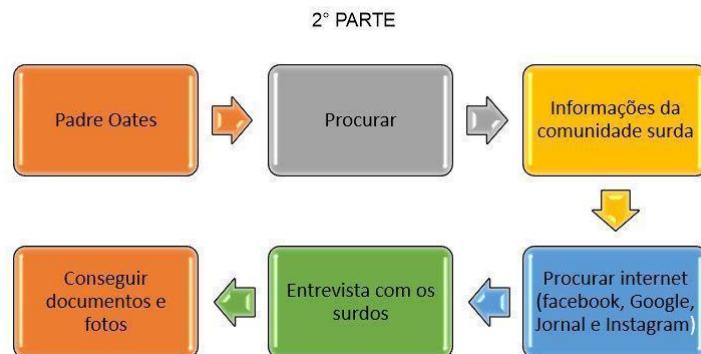 2° PARTE
Padre Oates
Procurar
Informações da
comunidade surda
Procurar internet
(facebook, Google,
Jornal e Instagram)
Entrevista com os
surdos
Conseguir
documentos e
fotos